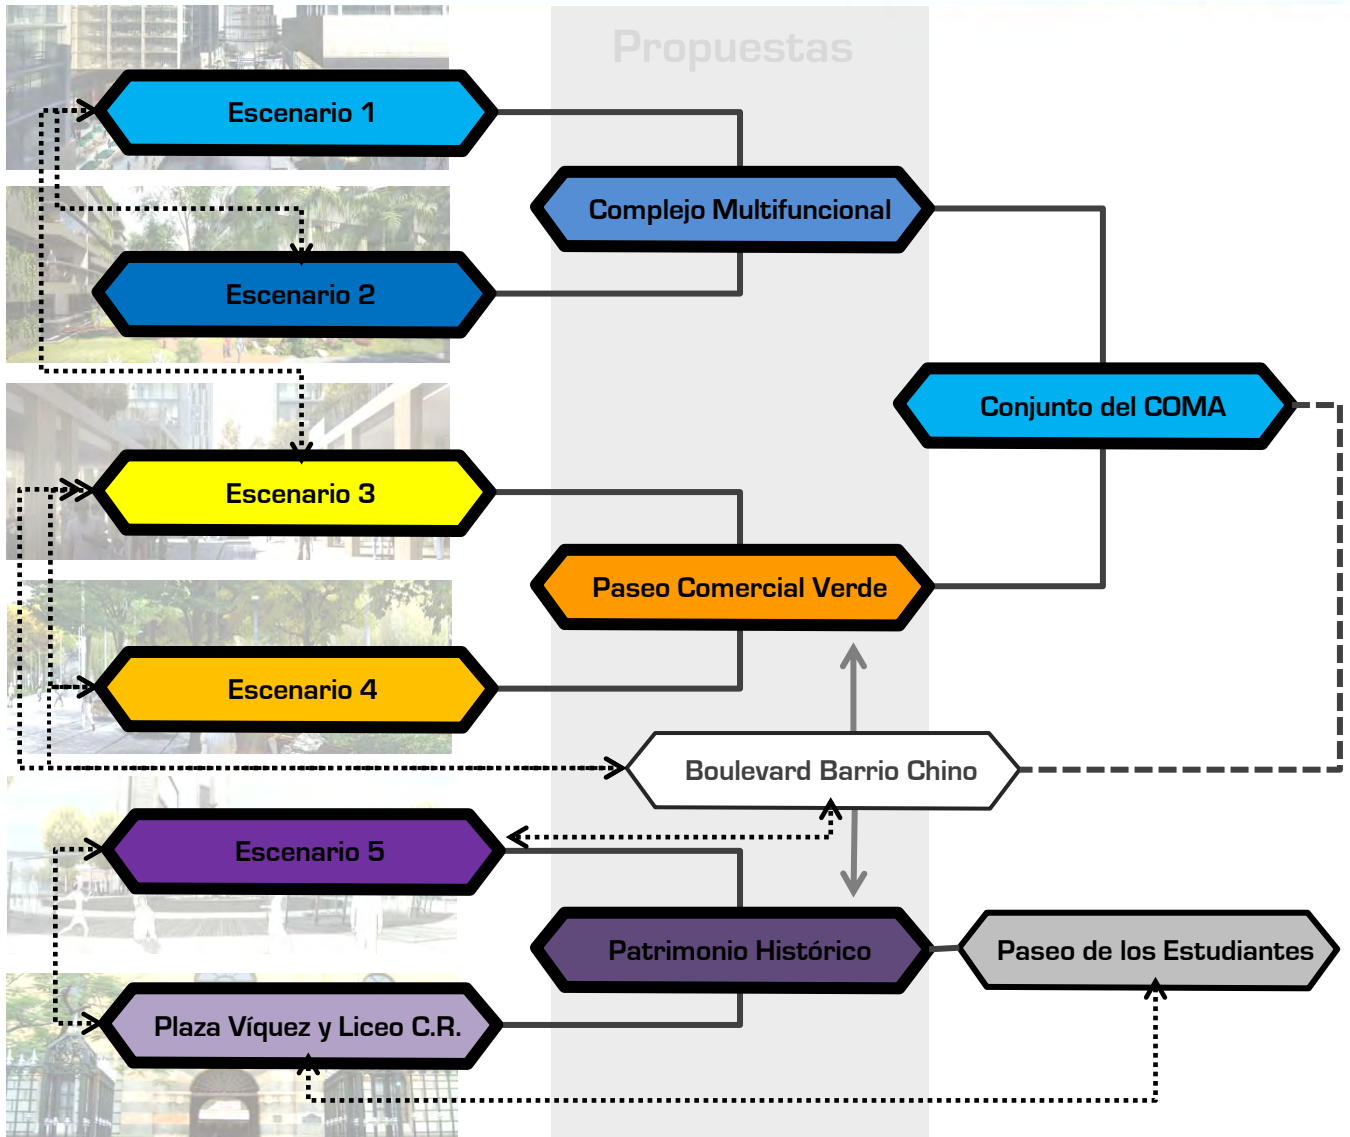 Propuestas
Escenario 1
Complejo Multifuncional
Escenario 2
Conjunto del COMA
Escenario 3
Paseo Comercial Verde
Escenario 4
Boulevard Barrio Chino
Escenario 5
Patrimonio Histórico
Paseo de los Estudiantes
Plaza Víquez y Liceo C.R.